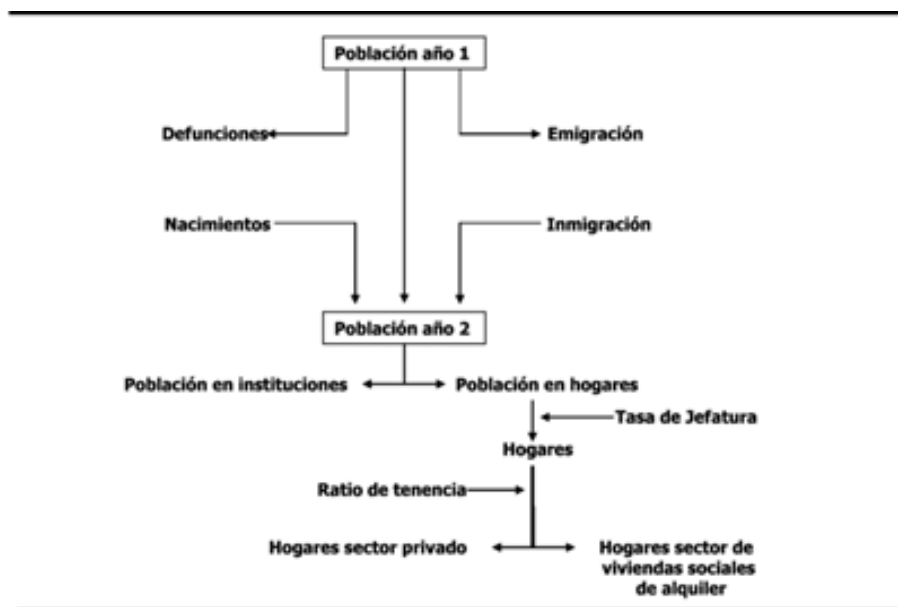 Población año 1
Defunciones
Emigración
Nacimientos
Inmigración
Población año 2
Población en instituciones
Población en hogares
Tasa de Jefatura
Hogares
Ratio de tenencia
Hogares sector privado
Hogares sector de
viviendas sociales
de alquiler